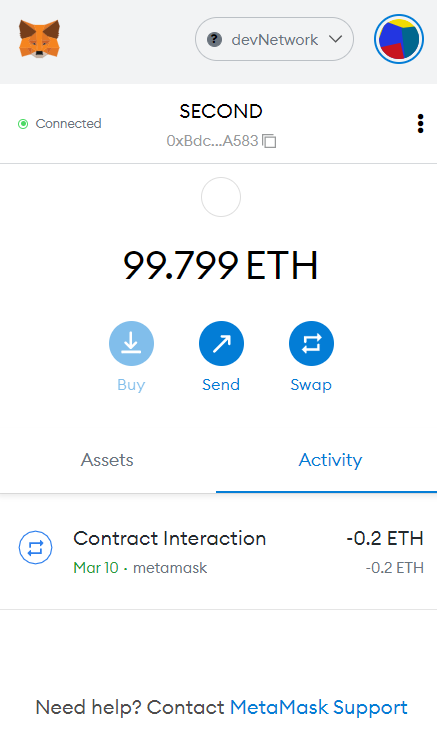 devNetwork
Connected
SECOND
0xBdc...A583
99.799 ETH
Buy
Send
Swap
Assets
Activity
Contract Interaction
-0.2 ETH
Mar 10 · metamask
-0.2 ETH
Need help? Contact MetaMask Support